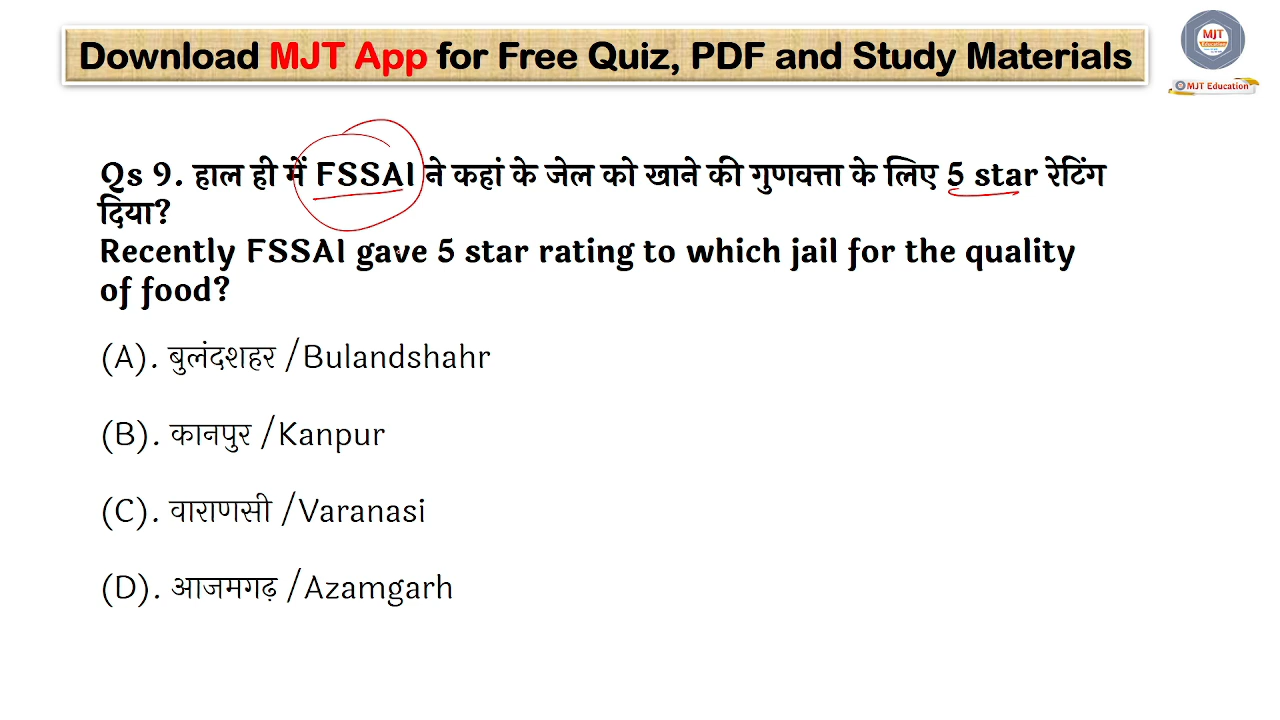 Download MJT App for Free Quiz, PDF and Study Materials
MJT
Education
MJT Education
Qs 9. हाल ही में FSSAI ने कहां के जेल को खाने की गुणवत्ता के लिए 5 star रेटिंग
दिया?
Recently FSSAI gave 5 star rating to which jail for the quality
of food?
(A). बुलंदशहर /Bulandshahr
(B). कानपुर /Kanpur
(C). वाराणसी /Varanasi
(D). आजमगढ़ /Azamgarh